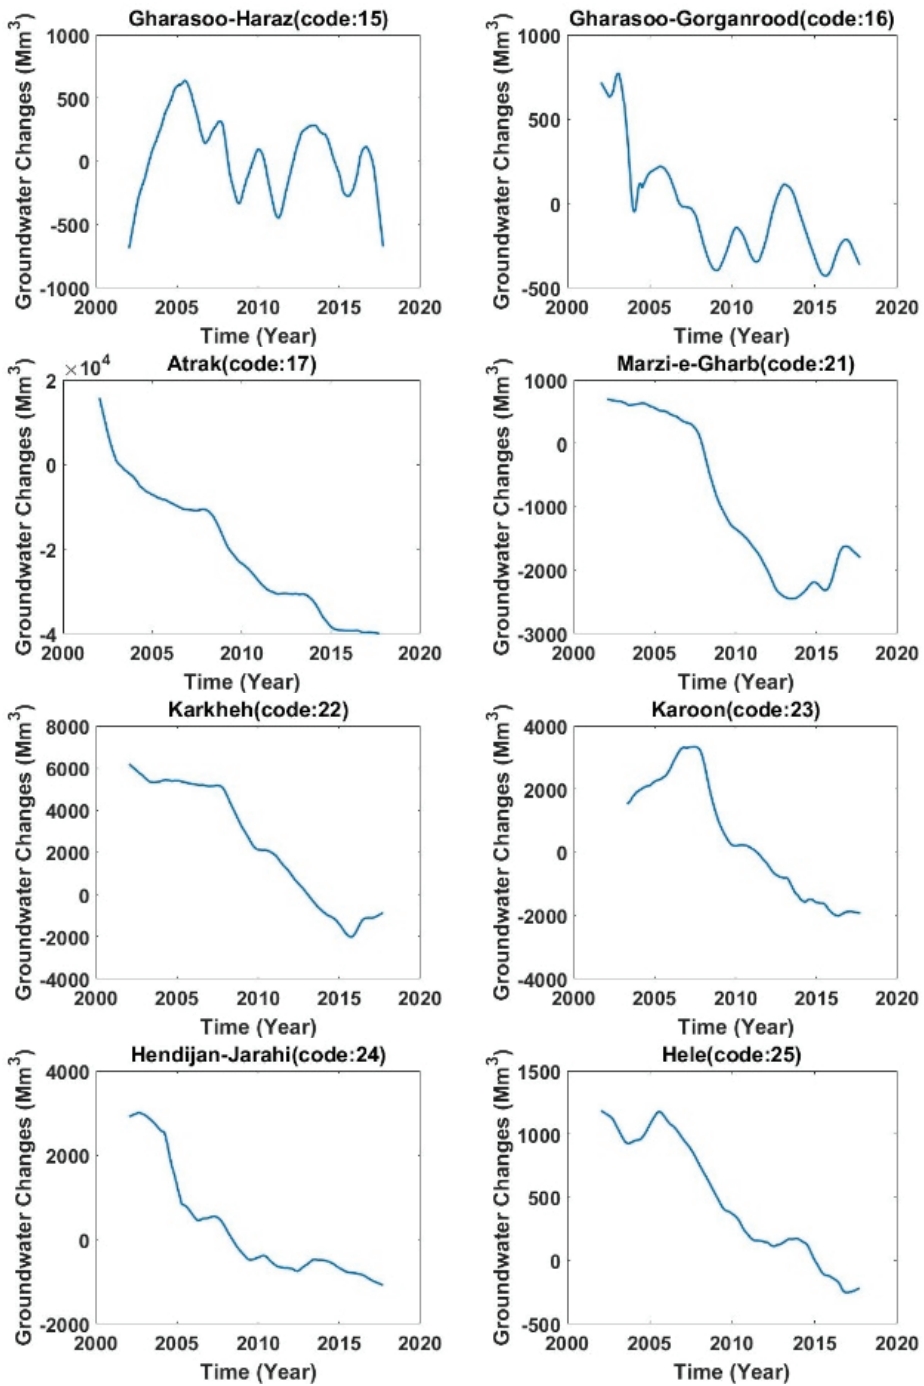 Gharasoo-Haraz(code:15)
Groundwater Changes (Mm³)
1000
500
0
-500
-1000
2000 2005 2010 2015 2020
Time (Year)
Gharasoo-Gorganrood(code:16)
Groundwater Changes (Mm³)
1000
500
0
-500
2000 2005 2010 2015 2020
Time (Year)
Atrak(code:17)
×10⁴
Groundwater Changes (Mm³)
2
0
-2
-4
2000 2005 2010 2015 2020
Time (Year)
Marzi-e-Gharb(code:21)
Groundwater Changes (Mm³)
1000
0
-1000
-2000
-3000
2000 2005 2010 2015 2020
Time (Year)
Karkheh(code:22)
Groundwater Changes (Mm³)
8000
6000
4000
2000
0
-2000
-4000
2000 2005 2010 2015 2020
Time (Year)
Karoon(code:23)
Groundwater Changes (Mm³)
4000
2000
0
-2000
-4000
2000 2005 2010 2015 2020
Time (Year)
Hendijan-Jarahi(code:24)
Groundwater Changes (Mm³)
4000
2000
0
-2000
2000 2005 2010 2015 2020
Time (Year)
Hele(code:25)
Groundwater Changes (Mm³)
1500
1000
500
0
-500
2000 2005 2010 2015 2020
Time (Year)